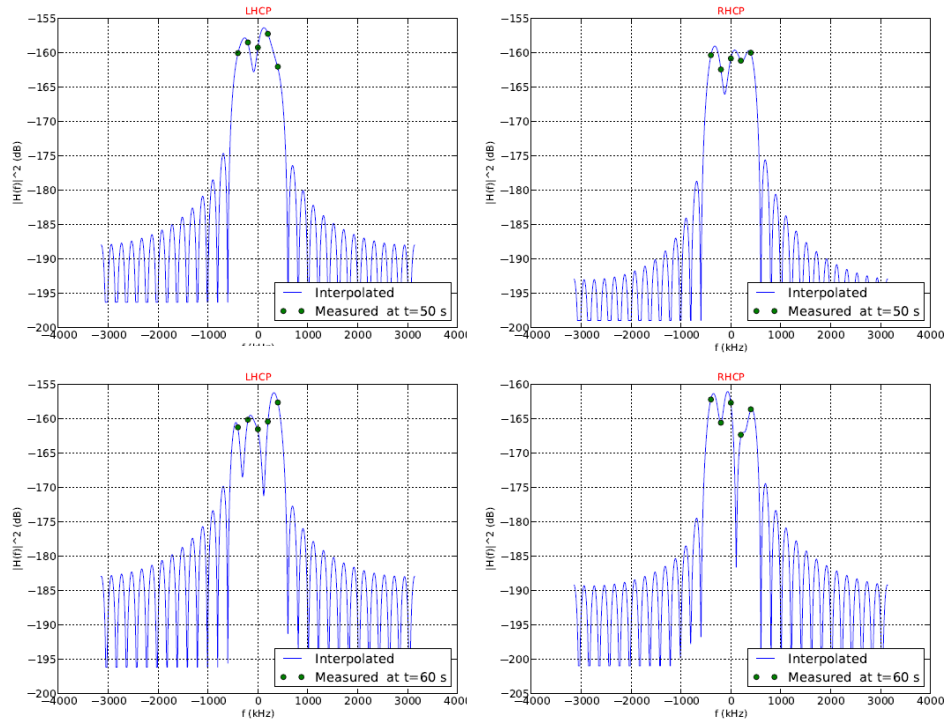 LHCP
|H(f)|^2 (dB)
−155
−160
−165
−170
−175
−180
−185
−190
−195
−200
Interpolated
Measured at t=50 s
−4000 −3000 −2000 −1000 0 1000 2000 3000 4000
f (kHz)
RHCP
|H(f)|^2 (dB)
−155
−160
−165
−170
−175
−180
−185
−190
−195
−200
Interpolated
Measured at t=50 s
−4000 −3000 −2000 −1000 0 1000 2000 3000 4000
f (kHz)
LHCP
|H(f)|^2 (dB)
−155
−160
−165
−170
−175
−180
−185
−190
−195
−200
Interpolated
Measured at t=60 s
−4000 −3000 −2000 −1000 0 1000 2000 3000 4000
f (kHz)
RHCP
|H(f)|^2 (dB)
−160
−165
−170
−175
−180
−185
−190
−195
−200
−205
Interpolated
Measured at t=60 s
−4000 −3000 −2000 −1000 0 1000 2000 3000 4000
f (kHz)